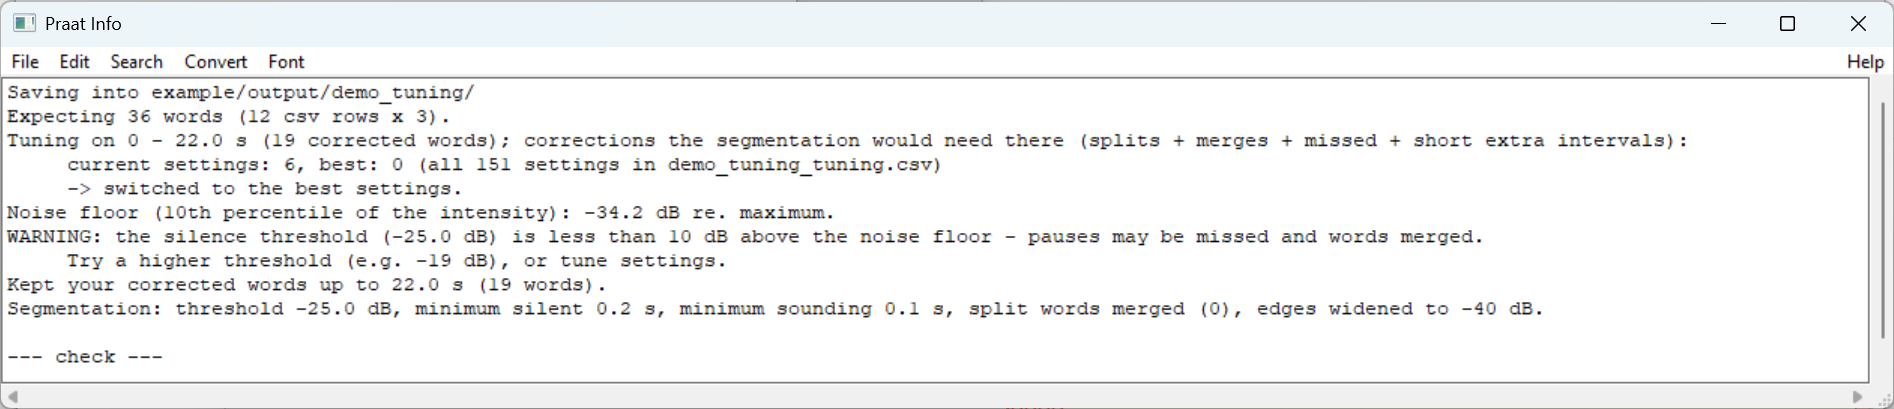 Praat Info
File Edit Search Convert Font Help
Saving into example/output/demo_tuning/
Expecting 36 words (12 csv rows x 3).
Tuning on 0 - 22.0 s (19 corrected words); corrections the segmentation would need there (splits + merges + missed + short extra intervals):
     current settings: 6, best: 0 (all 151 settings in demo_tuning_tuning.csv)
     -> switched to the best settings.
Noise floor (10th percentile of the intensity): -34.2 dB re. maximum.
WARNING: the silence threshold (-25.0 dB) is less than 10 dB above the noise floor - pauses may be missed and words merged.
     Try a higher threshold (e.g. -19 dB), or tune settings.
Kept your corrected words up to 22.0 s (19 words).
Segmentation: threshold -25.0 dB, minimum silent 0.2 s, minimum sounding 0.1 s, split words merged (0), edges widened to -40 dB.
--- check ---